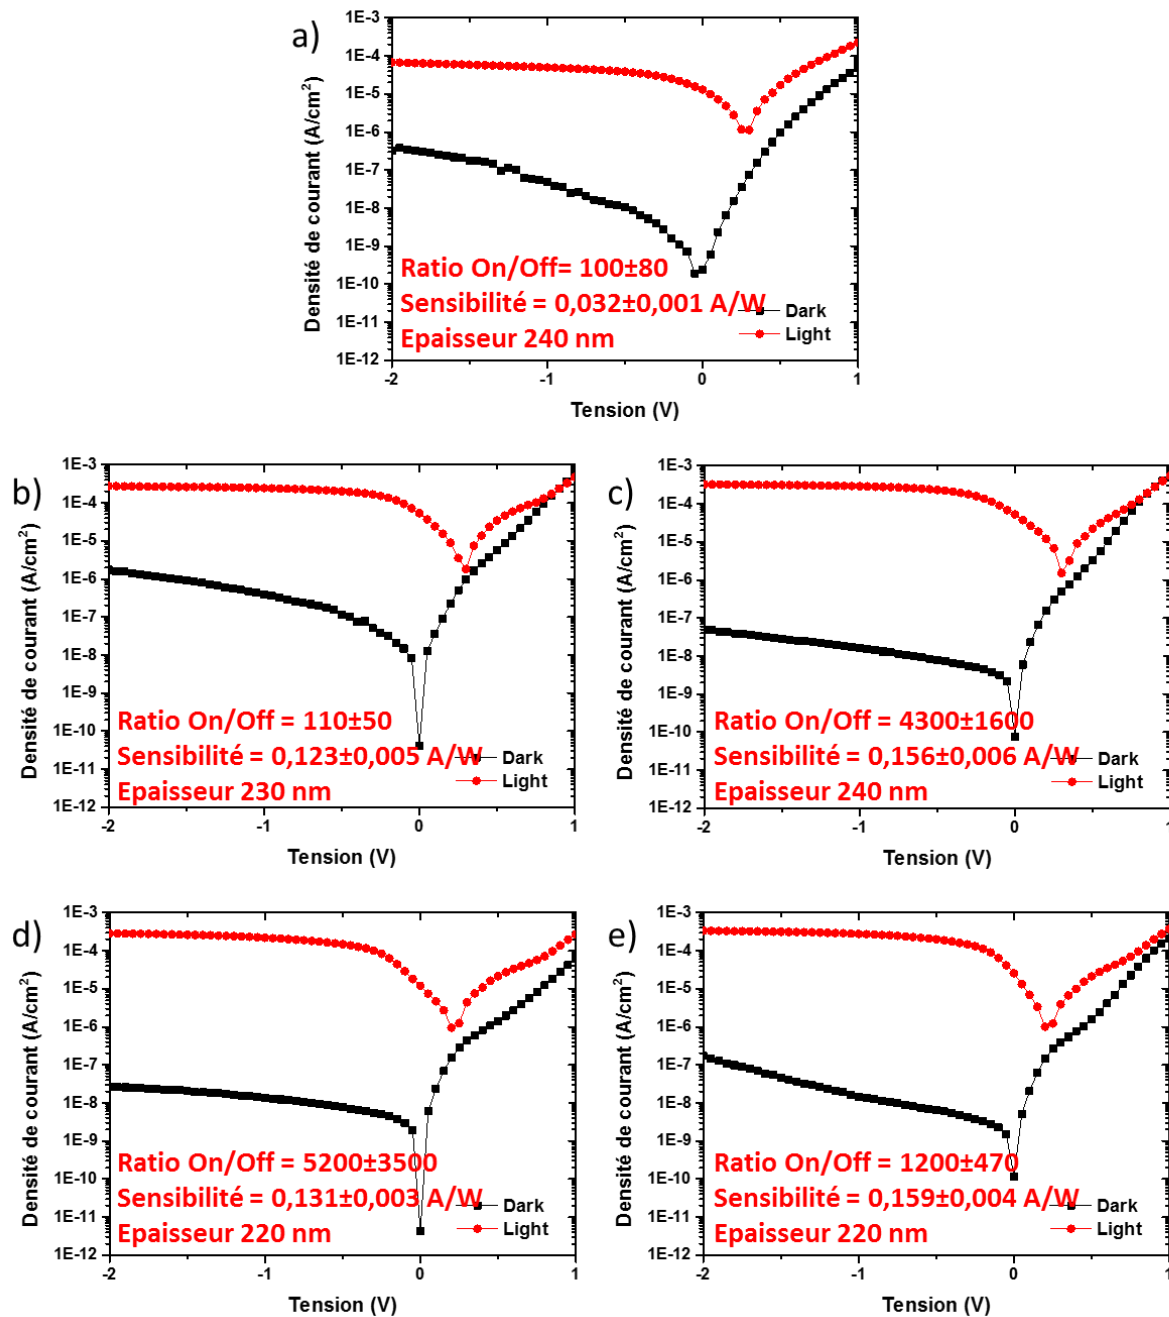 a)
Densité de courant (A/cm²)
1E-3
1E-4
1E-5
1E-6
1E-7
1E-8
1E-9
1E-10
1E-11
1E-12
Ratio On/Off= 100±80
Sensibilité = 0,032±0,001 A/W
Epaisseur 240 nm
Dark
Light
-2
-1
0
1
Tension (V)
b)
Densité de courant (A/cm²)
1E-3
1E-4
1E-5
1E-6
1E-7
1E-8
1E-9
1E-10
1E-11
1E-12
Ratio On/Off = 110±50
Sensibilité = 0,123±0,005 A/W
Epaisseur 230 nm
Dark
Light
-2
-1
0
1
Tension (V)
c)
Densité de courant (A/cm²)
1E-3
1E-4
1E-5
1E-6
1E-7
1E-8
1E-9
1E-10
1E-11
1E-12
Ratio On/Off = 4300±1600
Sensibilité = 0,156±0,006 A/W
Epaisseur 240 nm
Dark
Light
-2
-1
0
1
Tension (V)
d)
Densité de courant (A/cm²)
1E-3
1E-4
1E-5
1E-6
1E-7
1E-8
1E-9
1E-10
1E-11
1E-12
Ratio On/Off = 5200±3500
Sensibilité = 0,131±0,003 A/W
Epaisseur 220 nm
Dark
Light
-2
-1
0
1
Tension (V)
e)
Densité de courant (A/cm²)
1E-3
1E-4
1E-5
1E-6
1E-7
1E-8
1E-9
1E-10
1E-11
1E-12
Ratio On/Off = 1200±470
Sensibilité = 0,159±0,004 A/W
Epaisseur 220 nm
Dark
Light
-2
-1
0
1
Tension (V)